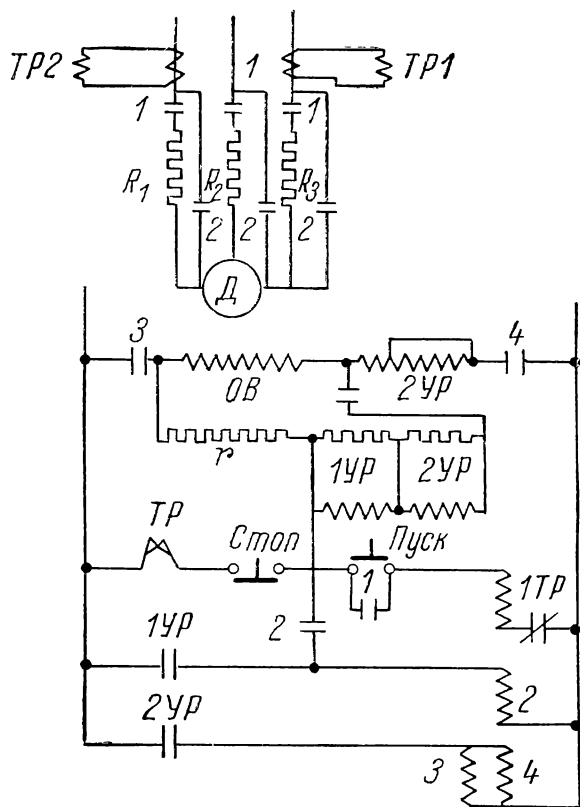 ТР2 1 ТР1
1 1
R₁ R₂ R₃
2 2 2
Д
3 4
ОВ 2УР
r 1УР 2УР
ТР Стоп Пуск
1 1ТР
2
1УР
2УР 2
3 4